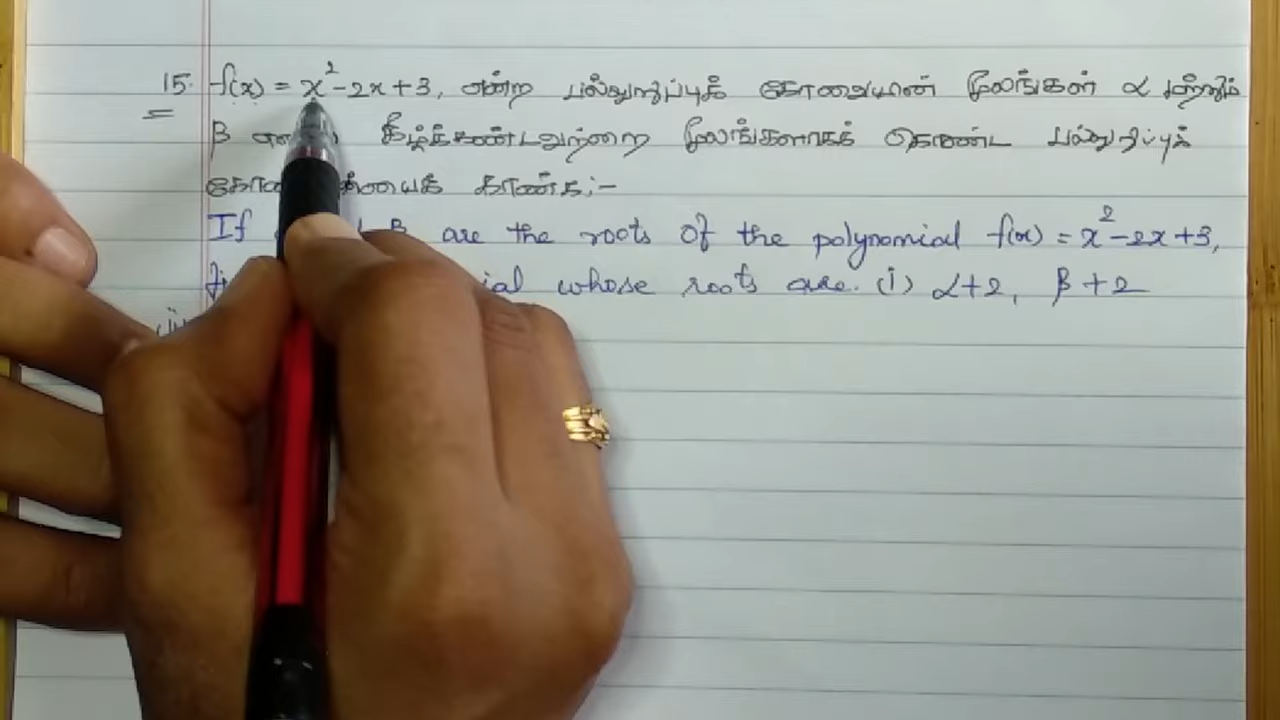 15. f(x) = x² - 2x + 3, என்ற பல்லுறுப்புக் கோவையின் மூலங்கள் α மற்றும்
β கீழ்க்கண்டவற்றை மூலங்களாகக் கொண்ட பல்லுறுப்புக்
காண்க:-
If β are the roots of the polynomial f(x) = x² - 2x + 3,
whose roots are. (i) α+2, β+2